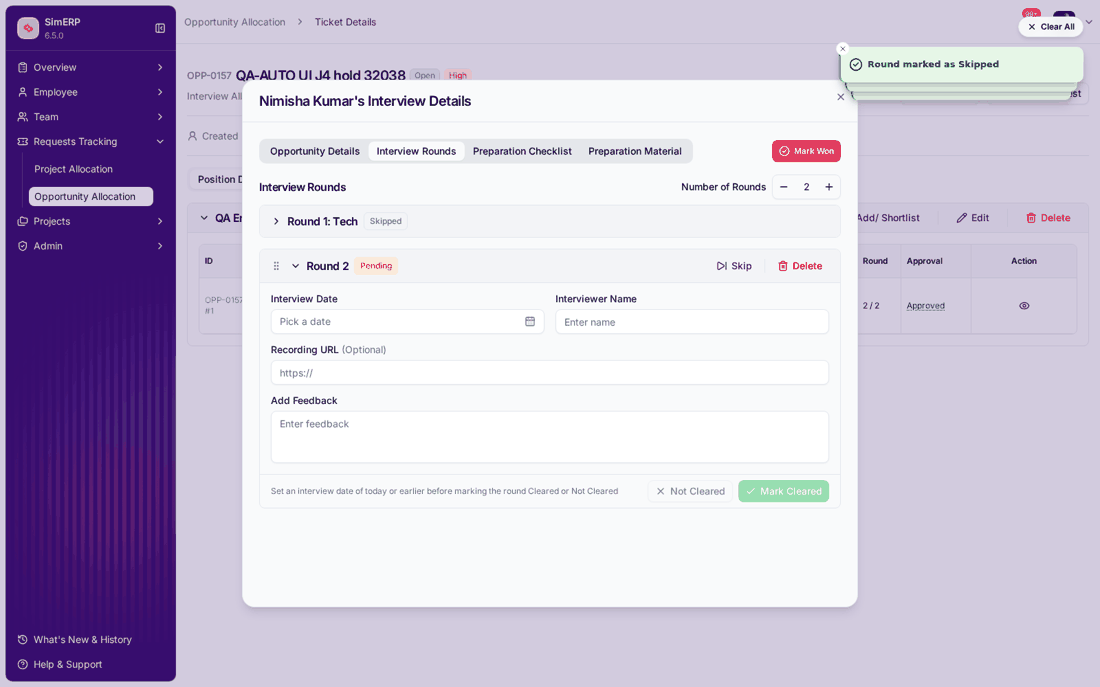 SimERP
6.5.0
Overview
Employee
Team
Requests Tracking
Project Allocation
Opportunity Allocation
Projects
Admin
What's New & History
Help & Support
Opportunity Allocation > Ticket Details
Clear All
Round marked as Skipped
OPP-0157 QA-AUTO UI J4 hold 32038 Open High
Interview All
Created
Position D
QA En
Add/ Shortlist Edit Delete
ID Round Approval Action
OPP-0157
#1
2 / 2 Approved
Nimisha Kumar's Interview Details
Opportunity Details Interview Rounds Preparation Checklist Preparation Material Mark Won
Interview Rounds Number of Rounds 2
Round 1: Tech Skipped
Round 2 Pending Skip Delete
Interview Date Interviewer Name
Pick a date Enter name
Recording URL (Optional)
https://
Add Feedback
Enter feedback
Set an interview date of today or earlier before marking the round Cleared or Not Cleared Not Cleared Mark Cleared